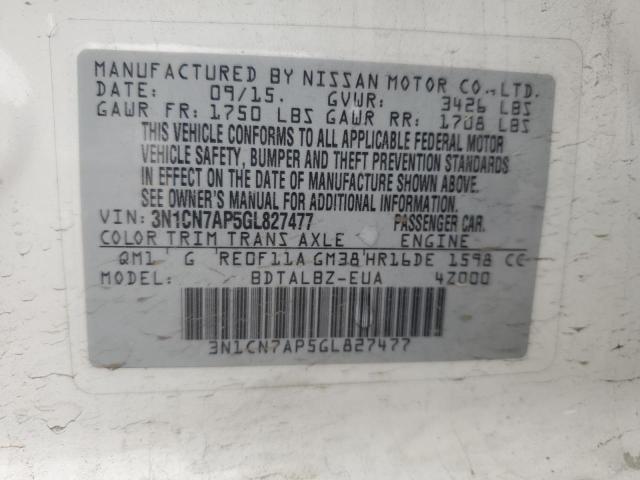 MANUFACTURED BY NISSAN MOTOR CO., LTD.
DATE: 09/15. GVWR: 3426 LBS
GAWR FR: 1750 LBS GAWR RR: 1708 LBS
THIS VEHICLE CONFORMS TO ALL APPLICABLE FEDERAL MOTOR
VEHICLE SAFETY, BUMPER AND THEFT PREVENTION STANDARDS
IN EFFECT ON THE DATE OF MANUFACTURE SHOWN ABOVE.
SEE OWNER'S MANUAL FOR ADDITIONAL INFORMATION.
VIN: 3N1CN7AP5GL827477 PASSENGER CAR.
COLOR TRIM TRANS AXLE ENGINE
QM1 G RE0F11A GM38 HR16DE 1598 CC
MODEL: BDTALBZ-EUA 4Z000
3N1CN7AP5GL827477